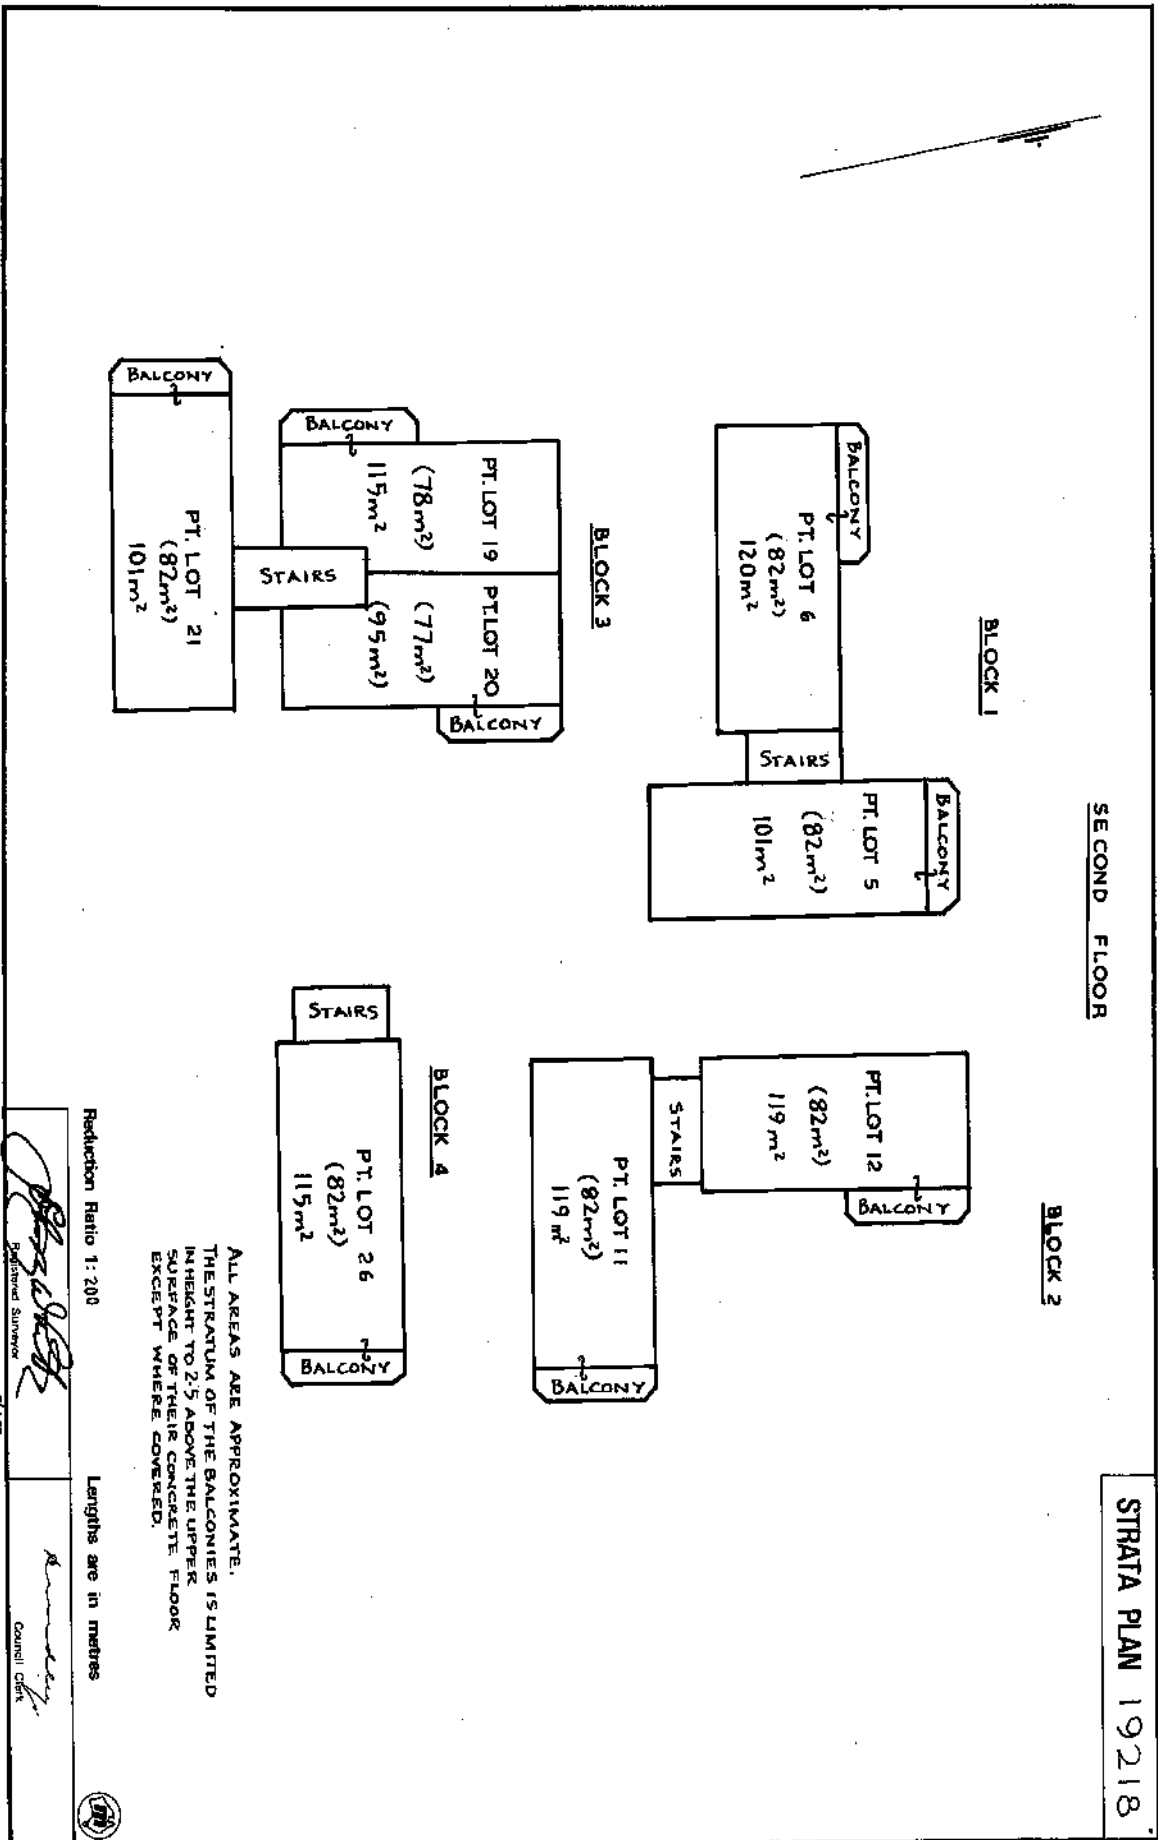 STRATA PLAN 19218
SECOND FLOOR
BLOCK 1
BALCONY
PT. LOT 6
(82m²)
120m²
STAIRS
BALCONY
PT. LOT 5
(82m²)
101m²
BLOCK 2
PT. LOT 12
(82m²)
119m²
BALCONY
STAIRS
PT. LOT 11
(82m²)
119m²
BALCONY
BLOCK 3
PT. LOT 19
(78m²)
115m²
BALCONY
PT. LOT 20
(77m²)
(95m²)
BALCONY
STAIRS
BALCONY
PT. LOT 21
(82m²)
101m²
BLOCK 4
STAIRS
PT. LOT 26
(82m²)
115m²
BALCONY
ALL AREAS ARE APPROXIMATE.
THE STRATUM OF THE BALCONIES IS LIMITED
IN HEIGHT TO 2·5 ABOVE THE UPPER
SURFACE OF THEIR CONCRETE FLOOR
EXCEPT WHERE COVERED.
Reduction Ratio 1: 200
Lengths are in metres
Registered Surveyor
Council Clerk